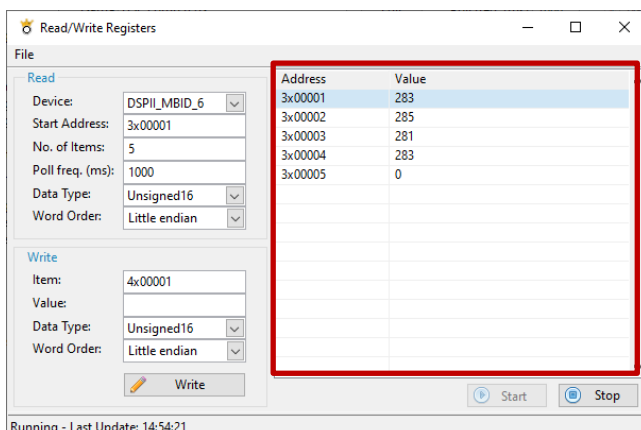 Read/Write Registers
File
Read
Device: DSPII_MBID_6
Start Address: 3x00001
No. of Items: 5
Poll freq. (ms): 1000
Data Type: Unsigned16
Word Order: Little endian
Write
Item: 4x00001
Value:
Data Type: Unsigned16
Word Order: Little endian
Write
Address Value
3x00001 283
3x00002 285
3x00003 281
3x00004 283
3x00005 0
Start Stop
Running - Last Update: 14:54:21